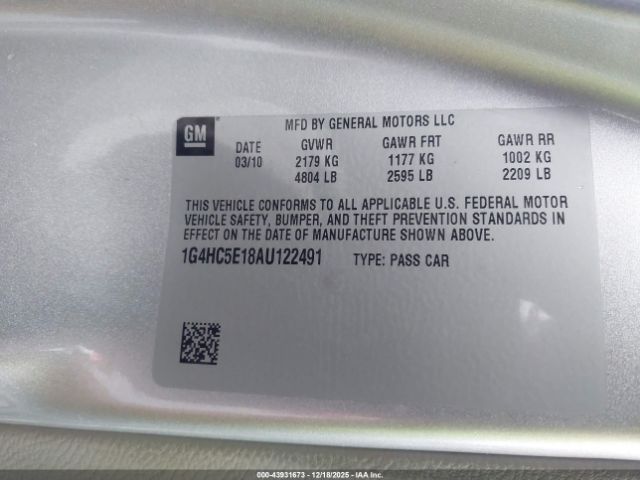 GM
MFD BY GENERAL MOTORS LLC
DATE GVWR GAWR FRT GAWR RR
03/10 2179 KG 1177 KG 1002 KG
4804 LB 2595 LB 2209 LB
THIS VEHICLE CONFORMS TO ALL APPLICABLE U.S. FEDERAL MOTOR
VEHICLE SAFETY, BUMPER, AND THEFT PREVENTION STANDARDS IN
EFFECT ON THE DATE OF MANUFACTURE SHOWN ABOVE.
1G4HC5E18AU122491 TYPE: PASS CAR
000-43931673 - 12/18/2025 - IAA Inc.